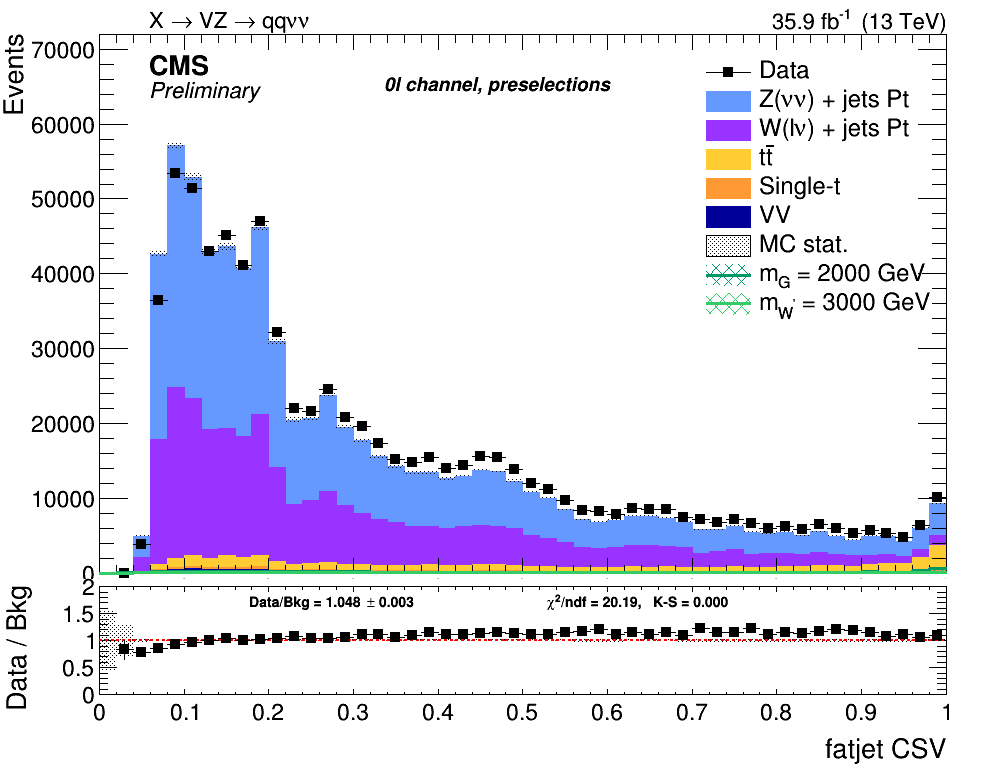 X → VZ → qqνν
35.9 fb⁻¹ (13 TeV)
Events
70000
60000
50000
40000
30000
20000
10000
0
CMS
Preliminary
0l channel, preselections
Data
Z(νν) + jets Pt
W(lν) + jets Pt
tt̄
Single-t
VV
MC stat.
m_G = 2000 GeV
m_W' = 3000 GeV
Data / Bkg
2
1.5
1
0.5
0
Data/Bkg = 1.048 ± 0.003
χ²/ndf = 20.19, K-S = 0.000
0 0.1 0.2 0.3 0.4 0.5 0.6 0.7 0.8 0.9 1
fatjet CSV